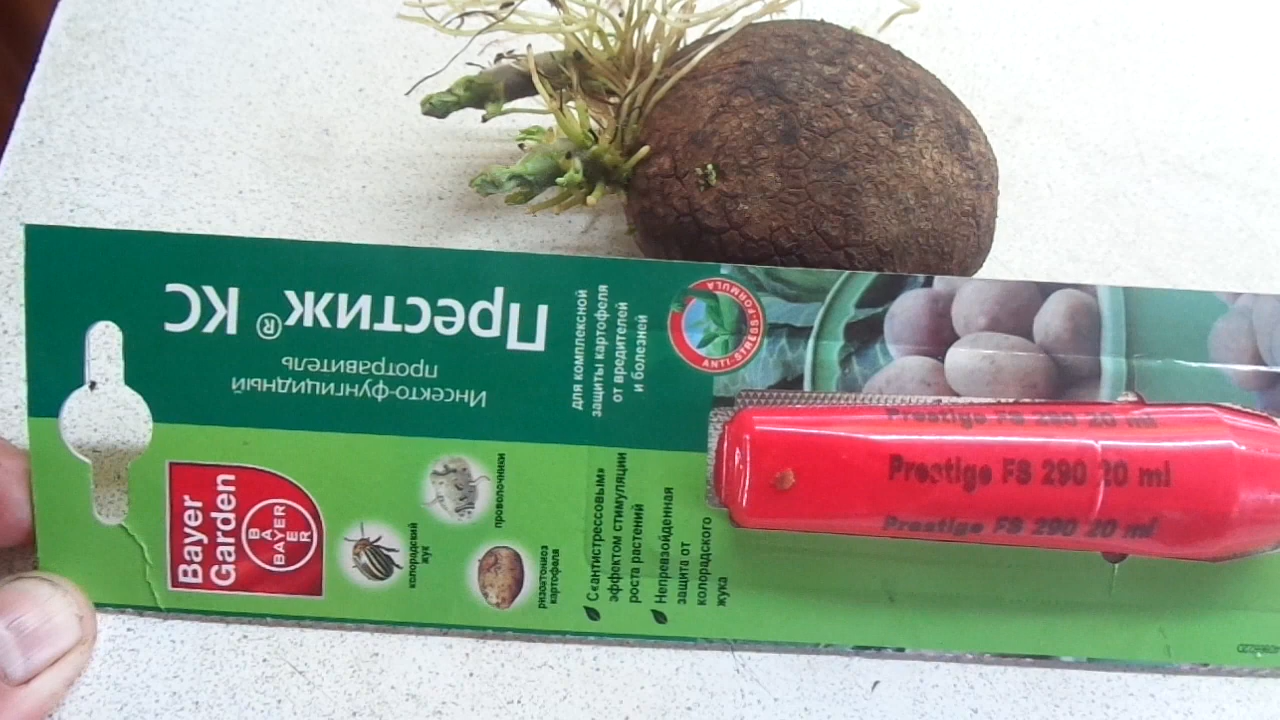 Престиж® КС
Инсекто-фунгицидный
протравитель
для комплексной
защиты картофеля
от вредителей
и болезней
ANTI-STRESS-FORMULA
Prestige FS 290 20 ml
Prestige FS 290 20 ml
Prestige FS 290 20 ml
Bayer
Garden
BAYER
BAYER
колорадский
жук
проволочники
ризоктониоз
картофеля
С «антистрессовым»
эффектом стимуляции
роста растений
Непревзойденная
защита от
колорадского
жука